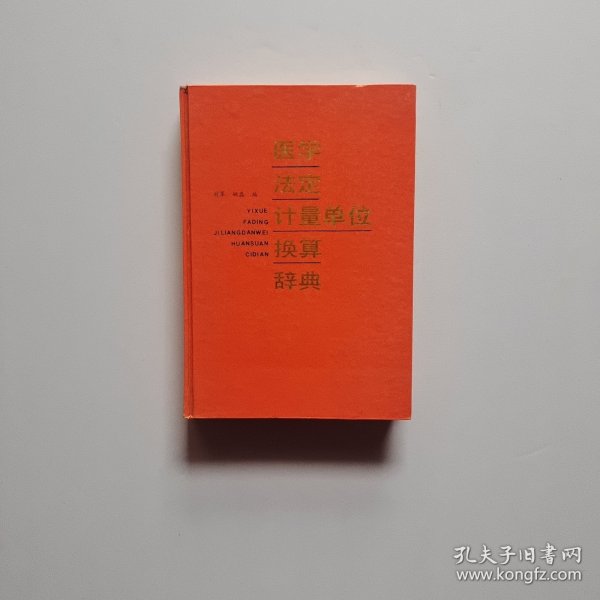 医学
法定
计量单位
换算
辞典
编
YIXUE
FADING
JILIANGDANWEI
HUANSUAN
CIDIAN
孔夫子旧书网
www.kongfz.com